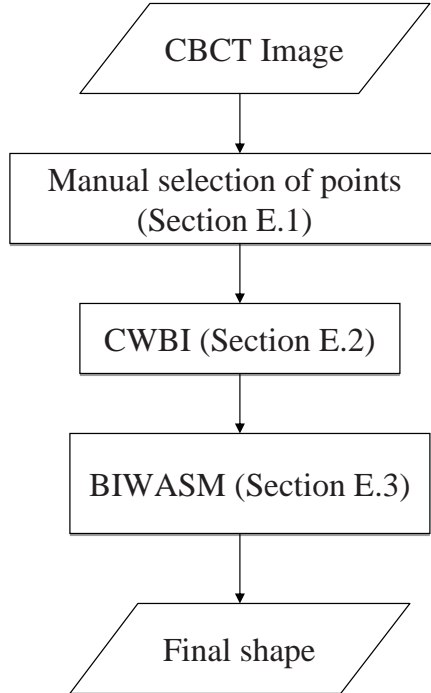 CBCT Image
Manual selection of points
(Section E.1)
CWBI (Section E.2)
BIWASM (Section E.3)
Final shape